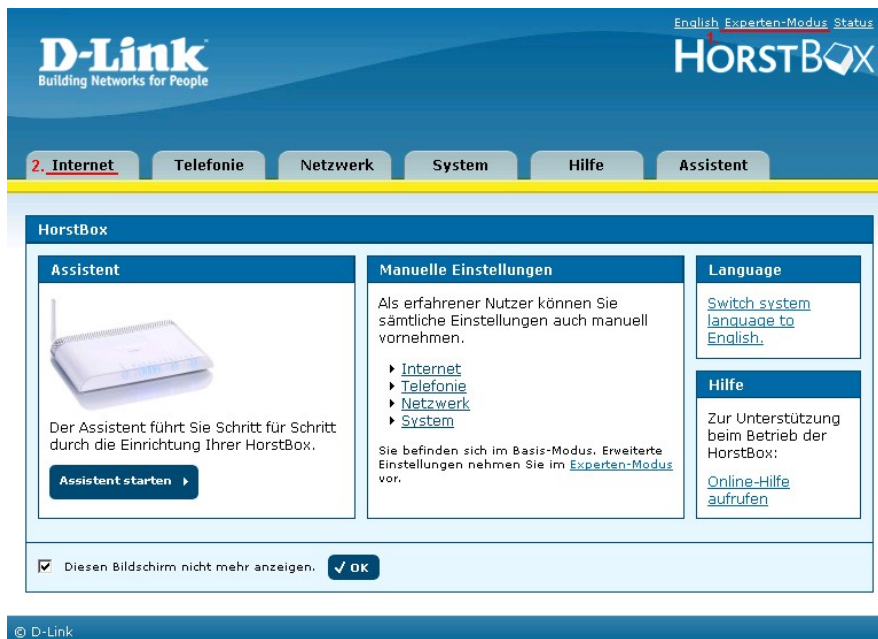 English Experten-Modus Status
1.
D-Link
Building Networks for People
HORSTBOX
2. Internet
Telefonie
Netzwerk
System
Hilfe
Assistent
HorstBox
Assistent
Der Assistent führt Sie Schritt für Schritt
durch die Einrichtung Ihrer HorstBox.
Assistent starten
Manuelle Einstellungen
Als erfahrener Nutzer können Sie
sämtliche Einstellungen auch manuell
vornehmen.
Internet
Telefonie
Netzwerk
System
Sie befinden sich im Basis-Modus. Erweiterte
Einstellungen nehmen Sie im Experten-Modus
vor.
Language
Switch system
language to
English.
Hilfe
Zur Unterstützung
beim Betrieb der
HorstBox:
Online-Hilfe
aufrufen
Diesen Bildschirm nicht mehr anzeigen.
OK
© D-Link